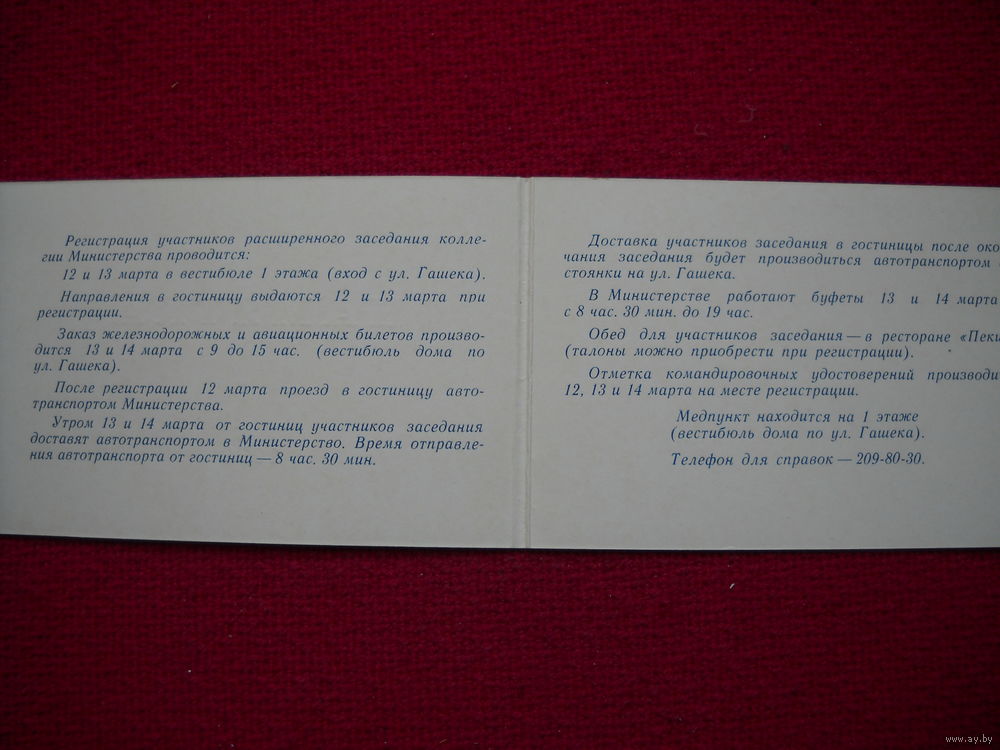 Регистрация участников расширенного заседания колле-
гии Министерства проводится:
12 и 13 марта в вестибюле 1 этажа (вход с ул. Гашека).
Направления в гостиницу выдаются 12 и 13 марта при
регистрации.
Заказ железнодорожных и авиационных билетов произво-
дится 13 и 14 марта с 9 до 15 час. (вестибюль дома по
ул. Гашека).
После регистрации 12 марта проезд в гостиницу авто-
транспортом Министерства.
Утром 13 и 14 марта от гостиниц участников заседания
доставят автотранспортом в Министерство. Время отправле-
ния автотранспорта от гостиниц — 8 час. 30 мин.
Доставка участников заседания в гостиницы после око
чания заседания будет производиться автотранспортом
стоянки на ул. Гашека.
В Министерстве работают буфеты 13 и 14 марта
с 8 час. 30 мин. до 19 час.
Обед для участников заседания — в ресторане «Пеки
(талоны можно приобрести при регистрации).
Отметка командировочных удостоверений производи
12, 13 и 14 марта на месте регистрации.
Медпункт находится на 1 этаже
(вестибюль дома по ул. Гашека).
Телефон для справок — 209-80-30.
www.ay.by